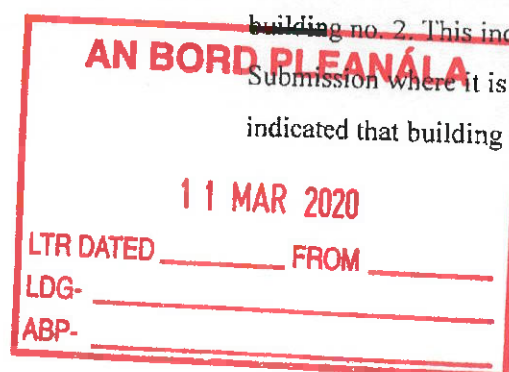 building no. 2. This
AN BORD PLEANÁLA
Submission where it is
indicated that building
11 MAR 2020
LTR DATED FROM
LDG-
ABP-